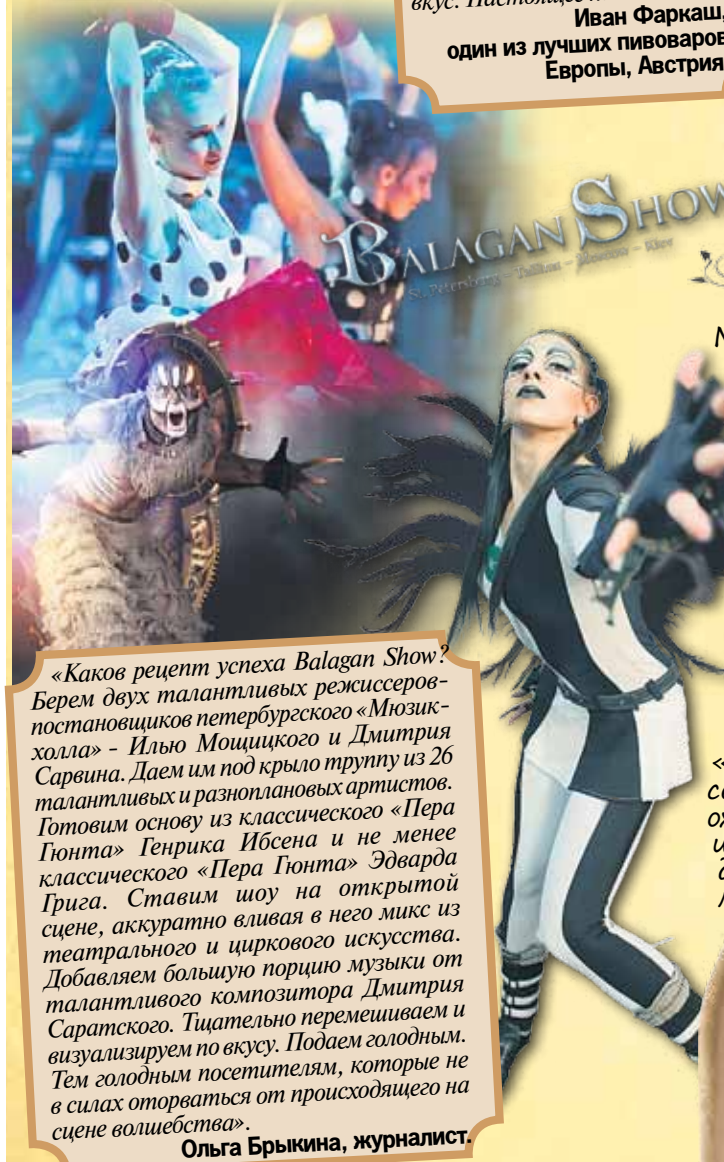 вкус. Настоящее
Иван Фаркаш,
один из лучших пивоваров
Европы, Австрия
BALAGAN SHOW
St. Petersburg – Tallinn – Moscow – Kiev
«Каков рецепт успеха Balagan Show?
Берем двух талантливых режиссеров-
постановщиков петербургского «Мюзик-
холла» - Илью Мощицкого и Дмитрия
Сарвина. Даем им под крыло труппу из 26
талантливых и разноплановых артистов.
Готовим основу из классического «Пера
Гюнта» Генрика Ибсена и не менее
классического «Пера Гюнта» Эдварда
Грига. Ставим шоу на открытой
сцене, аккуратно вливая в него микс из
театрального и циркового искусства.
Добавляем большую порцию музыки от
талантливого композитора Дмитрия
Саратского. Тщательно перемешиваем и
визуализируем по вкусу. Подаем голодным.
Тем голодным посетителям, которые не
в силах оторваться от происходящего на
сцене волшебства».
Ольга Брыкина, журналист.